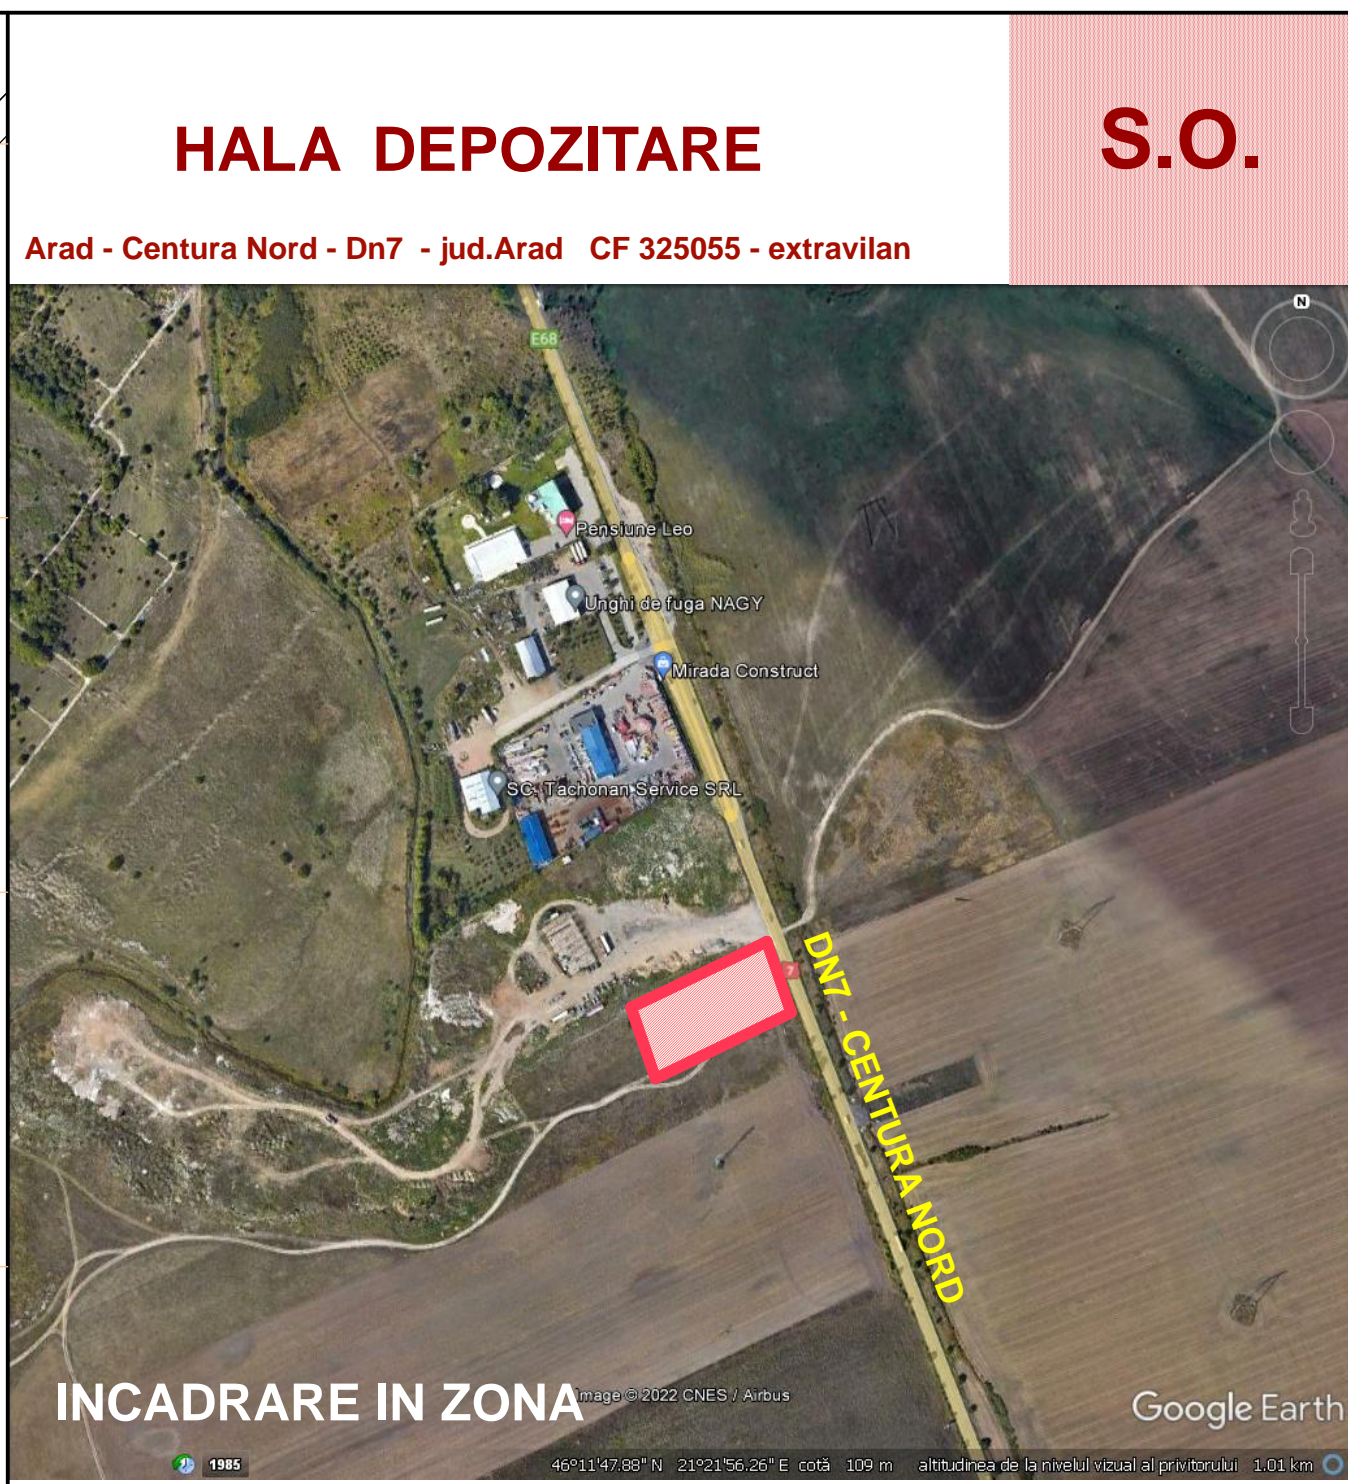 HALA DEPOZITARE
S.O.
Arad - Centura Nord - Dn7 - jud.Arad CF 325055 - extravilan
N
E68
Pensiune Leo
Unghi de fuga NAGY
Mirada Construct
SC. Tachonan Service SRL
7
DN7 - CENTURA NORD
INCADRARE IN ZONA
Image © 2022 CNES / Airbus
Google Earth
1985
46°11'47.88" N 21°21'56.26" E cotă 109 m altitudinea de la nivelul vizual al privitorului 1.01 km